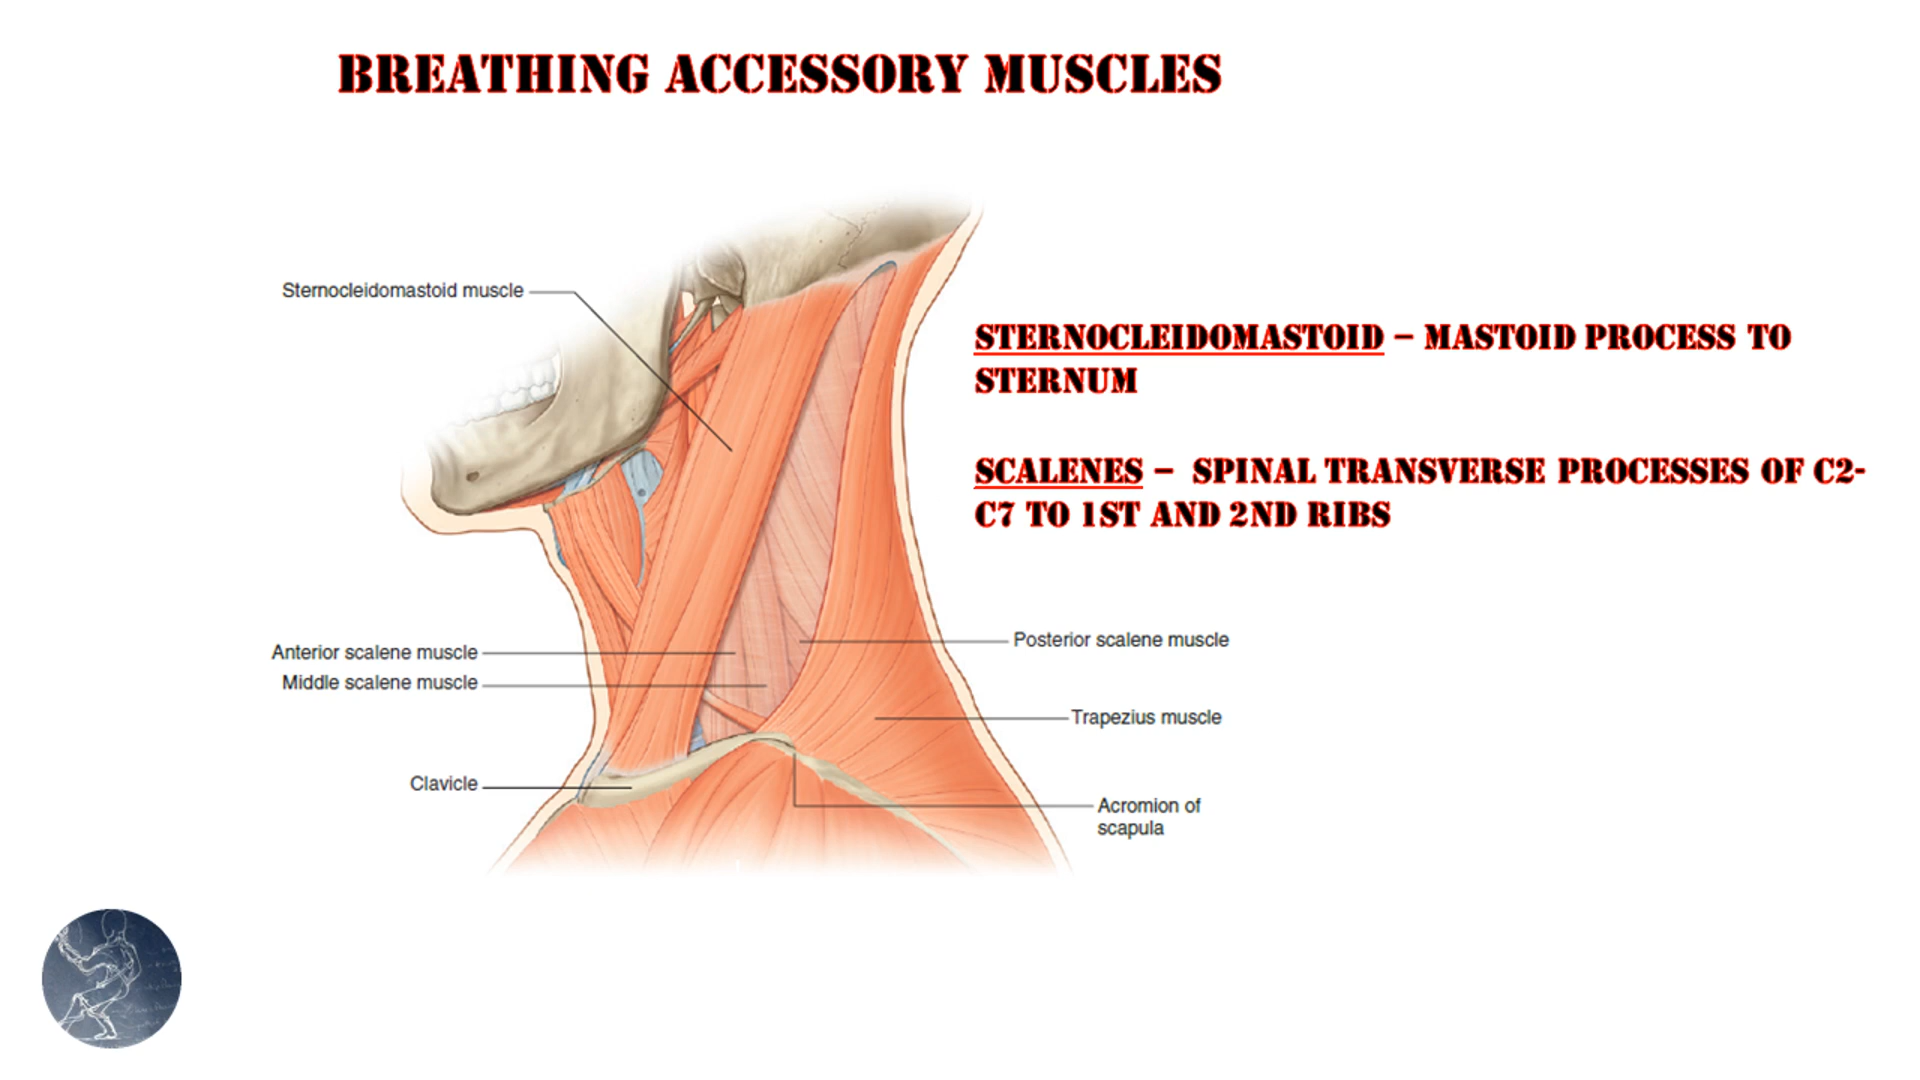 BREATHING ACCESSORY MUSCLES
Sternocleidomastoid muscle
STERNOCLEIDOMASTOID – MASTOID PROCESS TO
STERNUM
SCALENES – SPINAL TRANSVERSE PROCESSES OF C2-
C7 TO 1ST AND 2ND RIBS
Anterior scalene muscle
Middle scalene muscle
Posterior scalene muscle
Trapezius muscle
Clavicle
Acromion of
scapula